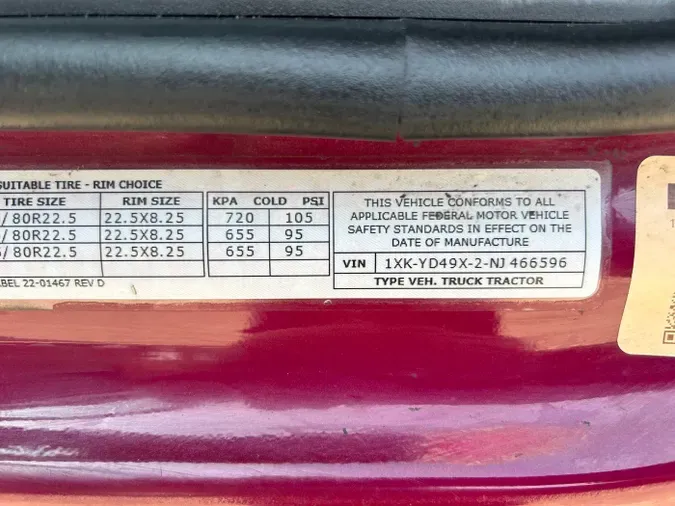 SUITABLE TIRE - RIM CHOICE
TIRE SIZE RIM SIZE KPA COLD PSI
/ 80R22.5 22.5X8.25 720 105
/ 80R22.5 22.5X8.25 655 95
/ 80R22.5 22.5X8.25 655 95
22-01467 REV D
THIS VEHICLE CONFORMS TO ALL
APPLICABLE FEDERAL MOTOR VEHICLE
SAFETY STANDARDS IN EFFECT ON THE
DATE OF MANUFACTURE
VIN 1XK-YD49X-2-NJ 466596
TYPE VEH. TRUCK TRACTOR